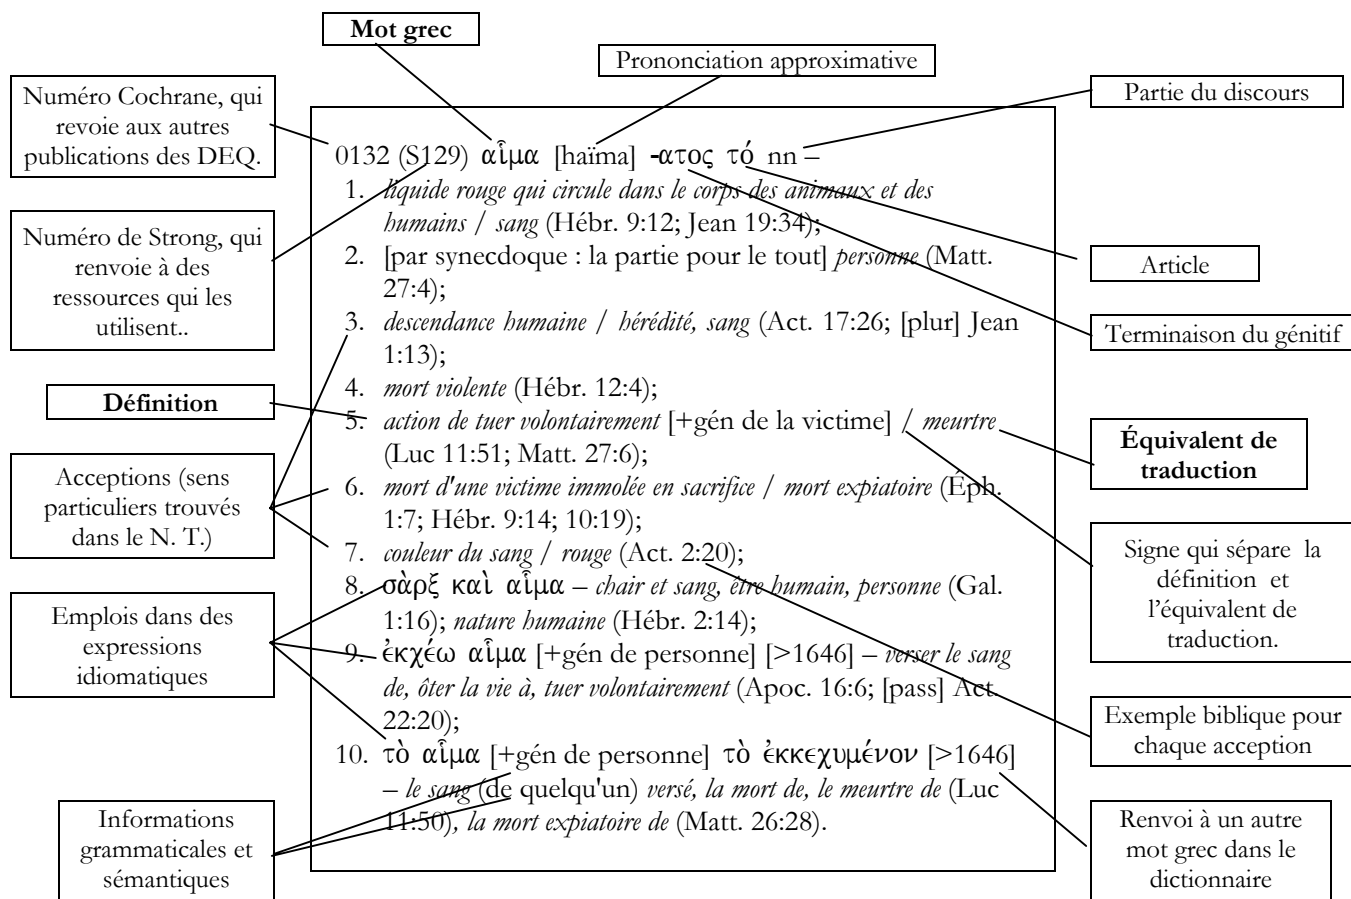 Mot grec
Prononciation approximative
Numéro Cochrane, qui
revoie aux autres
publications des DEQ.
Partie du discours
Numéro de Strong, qui
renvoie à des
ressources qui les
utilisent..
Article
Terminaison du génitif
Définition
Acceptions (sens
particuliers trouvés
dans le N. T.)
Équivalent de
traduction
Signe qui sépare la
définition et
l'équivalent de
traduction.
Emplois dans des
expressions
idiomatiques
Exemple biblique pour
chaque acception
Informations
grammaticales et
sémantiques
Renvoi à un autre
mot grec dans le
dictionnaire
0132 (S129) αἷμα [haïma] -ατος τό nn –
1. liquide rouge qui circule dans le corps des animaux et des
humains / sang (Hébr. 9:12; Jean 19:34);
2. [par synecdoque : la partie pour le tout] personne (Matt.
27:4);
3. descendance humaine / hérédité, sang (Act. 17:26; [plur] Jean
1:13);
4. mort violente (Hébr. 12:4);
5. action de tuer volontairement [+gén de la victime] / meurtre
(Luc 11:51; Matt. 27:6);
6. mort d'une victime immolée en sacrifice / mort expiatoire (Éph.
1:7; Hébr. 9:14; 10:19);
7. couleur du sang / rouge (Act. 2:20);
8. σὰρξ καὶ αἷμα – chair et sang, être humain, personne (Gal.
1:16); nature humaine (Hébr. 2:14);
9. ἐκχέω αἷμα [+gén de personne] [>1646] – verser le sang
de, ôter la vie à, tuer volontairement (Apoc. 16:6; [pass] Act.
22:20);
10. τὸ αἷμα [+gén de personne] τὸ ἐκκεχυμένον [>1646]
– le sang (de quelqu'un) versé, la mort de, le meurtre de (Luc
11:50), la mort expiatoire de (Matt. 26:28).